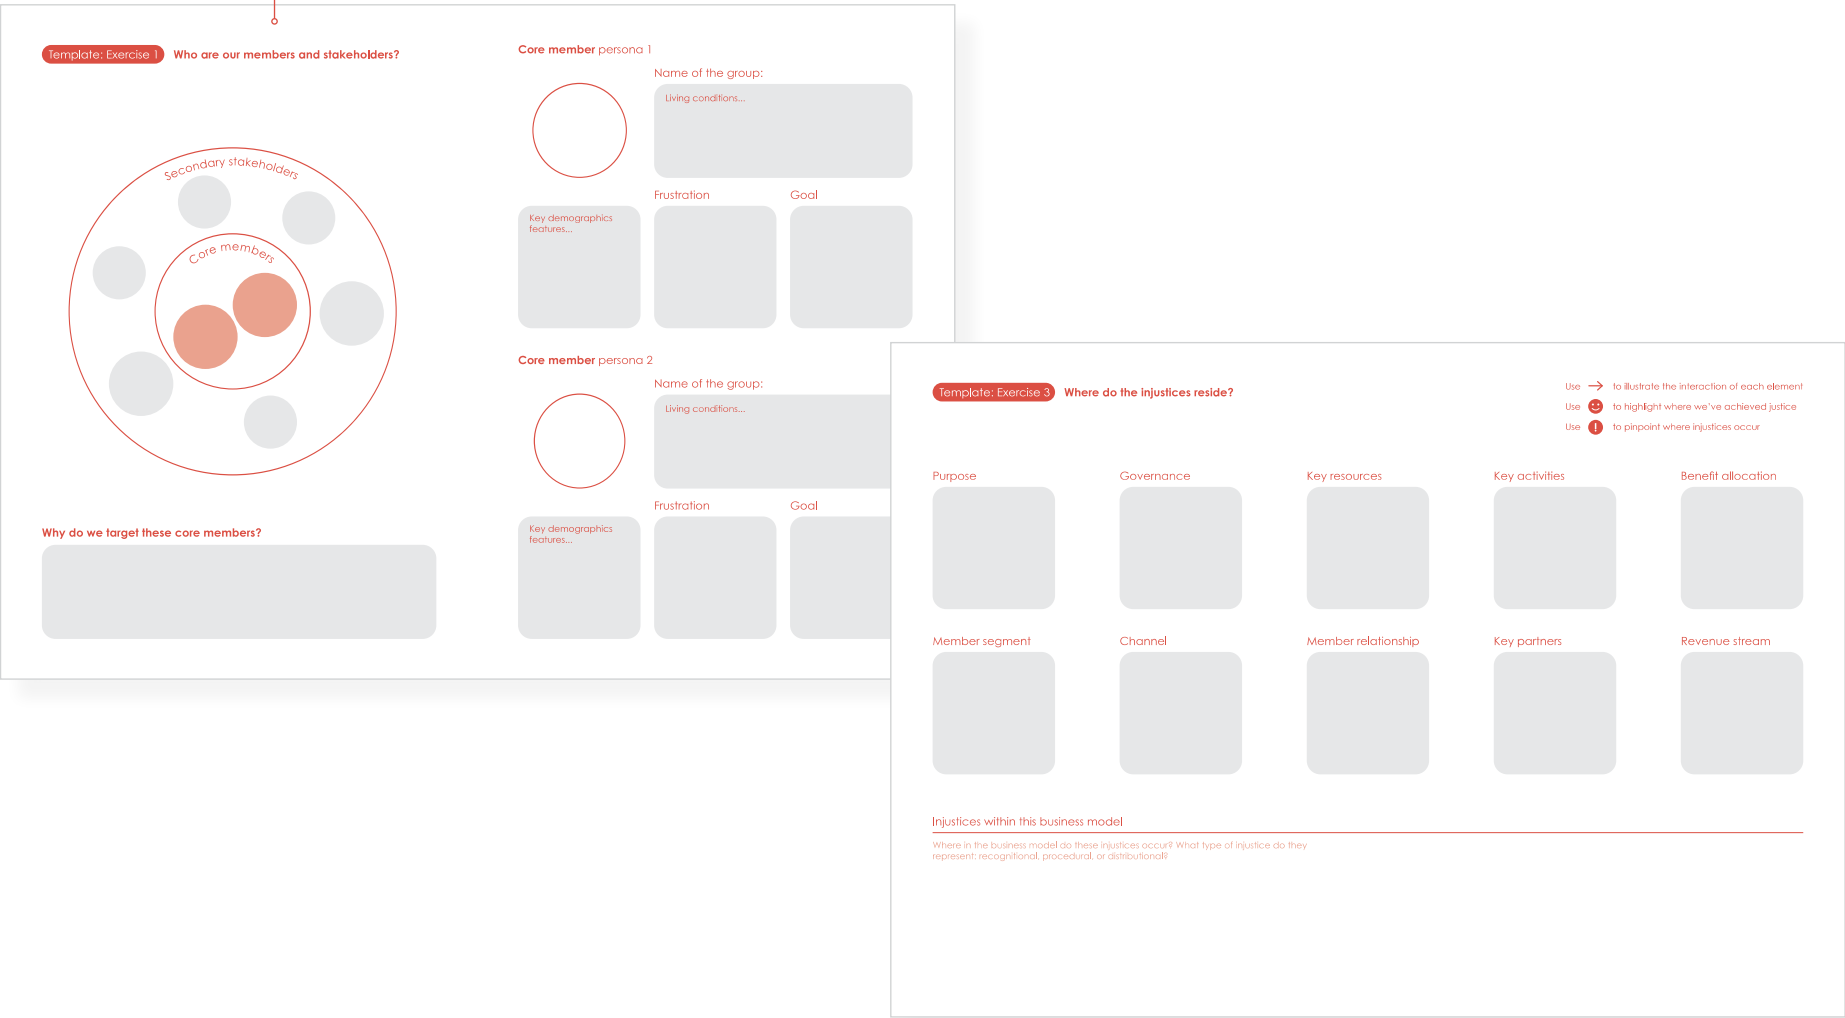 Template: Exercise 1 Who are our members and stakeholders?
Secondary stakeholders
Core members
Why do we target these core members?
Core member persona 1
Name of the group:
Living conditions...
Key demographics
features...
Frustration
Goal
Core member persona 2
Name of the group:
Living conditions...
Key demographics
features...
Frustration
Goal
Template: Exercise 3 Where do the injustices reside?
Use → to illustrate the interaction of each element
Use to highlight where we've achieved justice
Use ! to pinpoint where injustices occur
Purpose
Governance
Key resources
Key activities
Benefit allocation
Member segment
Channel
Member relationship
Key partners
Revenue stream
Injustices within this business model
Where in the business model do these injustices occur? What type of injustice do they
represent: recognitional, procedural, or distributional?